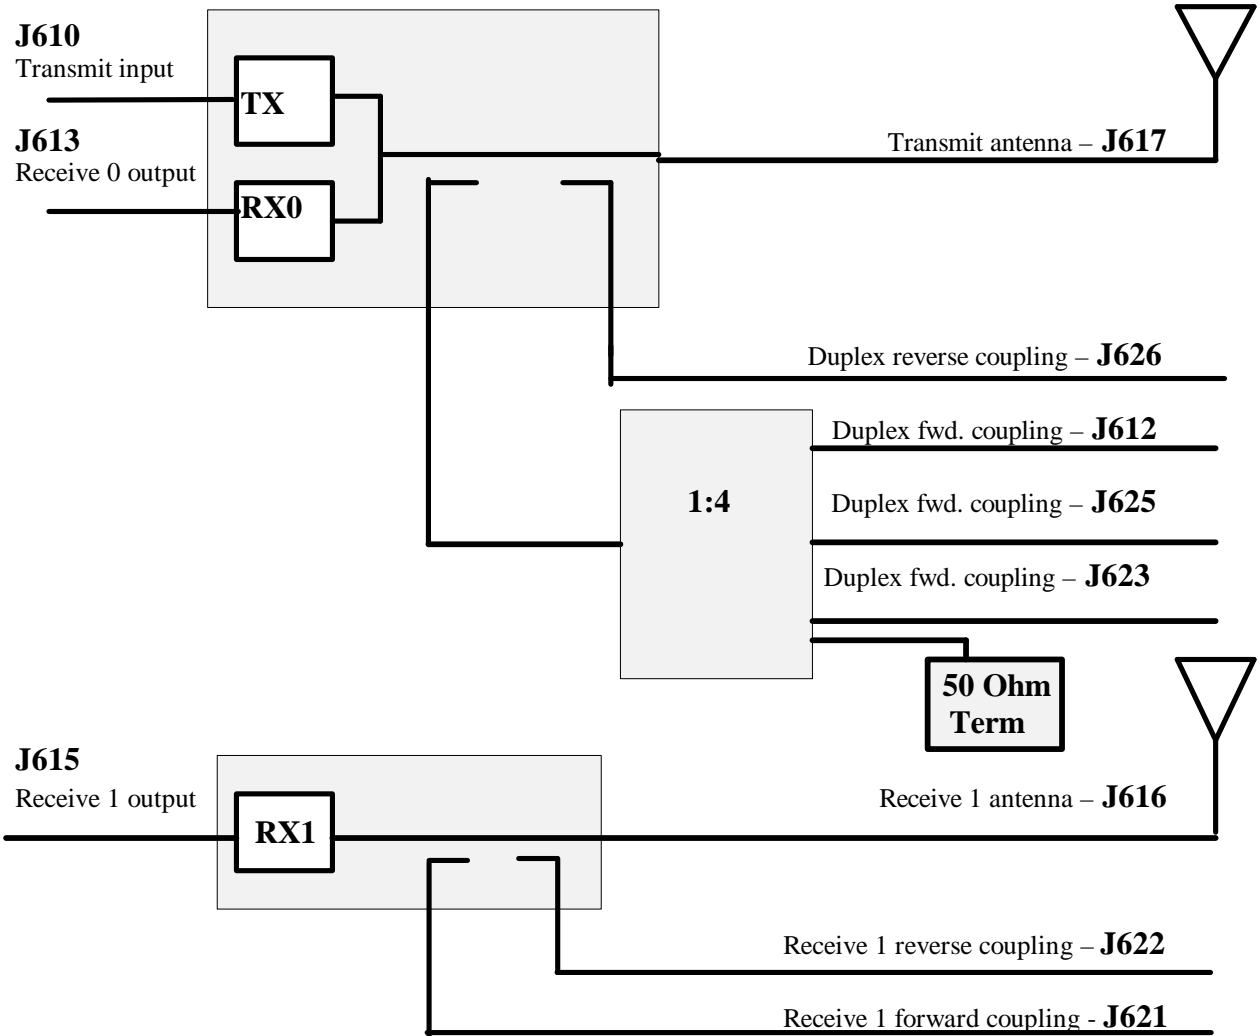 J610
Transmit input
TX
J613
Receive 0 output
RX0
Transmit antenna – J617
Duplex reverse coupling – J626
Duplex fwd. coupling – J612
1:4
Duplex fwd. coupling – J625
Duplex fwd. coupling – J623
50 Ohm
Term
J615
Receive 1 output
RX1
Receive 1 antenna – J616
Receive 1 reverse coupling – J622
Receive 1 forward coupling - J621